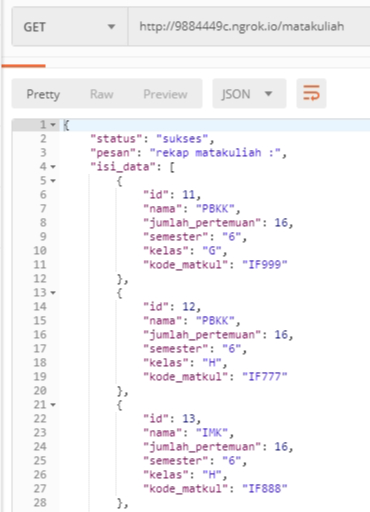 GET http://9884449c.ngrok.io/matakuliah
Pretty Raw Preview JSON
1 {
2 "status": "sukses",
3 "pesan": "rekap matakuliah :",
4 "isi_data": [
5 {
6 "id": 11,
7 "nama": "PBKK",
8 "jumlah_pertemuan": 16,
9 "semester": "6",
10 "kelas": "G",
11 "kode_matkul": "IF999"
12 },
13 {
14 "id": 12,
15 "nama": "PBKK",
16 "jumlah_pertemuan": 16,
17 "semester": "6",
18 "kelas": "H",
19 "kode_matkul": "IF777"
20 },
21 {
22 "id": 13,
23 "nama": "IMK",
24 "jumlah_pertemuan": 16,
25 "semester": "6",
26 "kelas": "H",
27 "kode_matkul": "IF888"
28 },